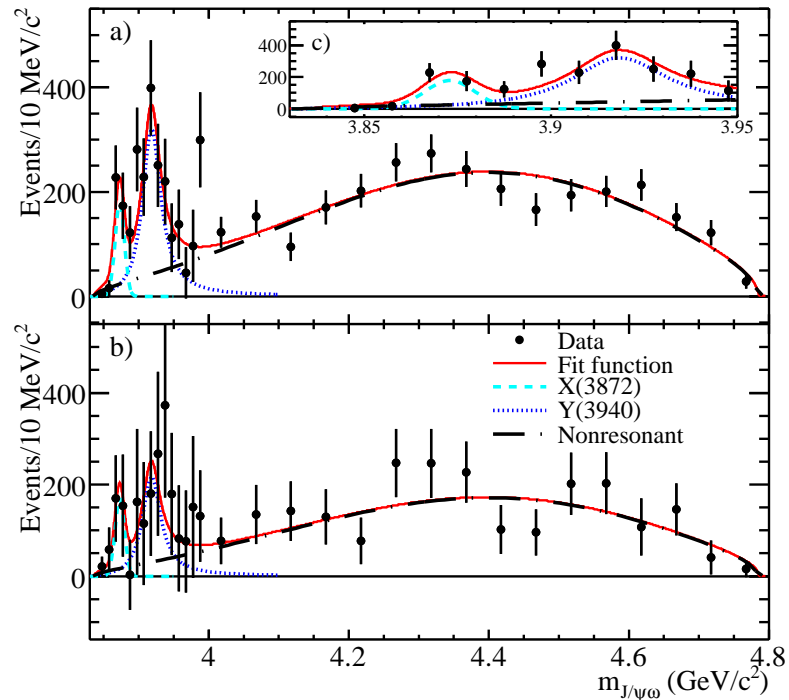 a)
c)
400
200
0
3.85
3.9
3.95
Events/10 MeV/c²
400
200
0
b)
Data
Fit function
X(3872)
Y(3940)
Nonresonant
Events/10 MeV/c²
400
200
0
4
4.2
4.4
4.6
4.8
m_J/ψω (GeV/c²)